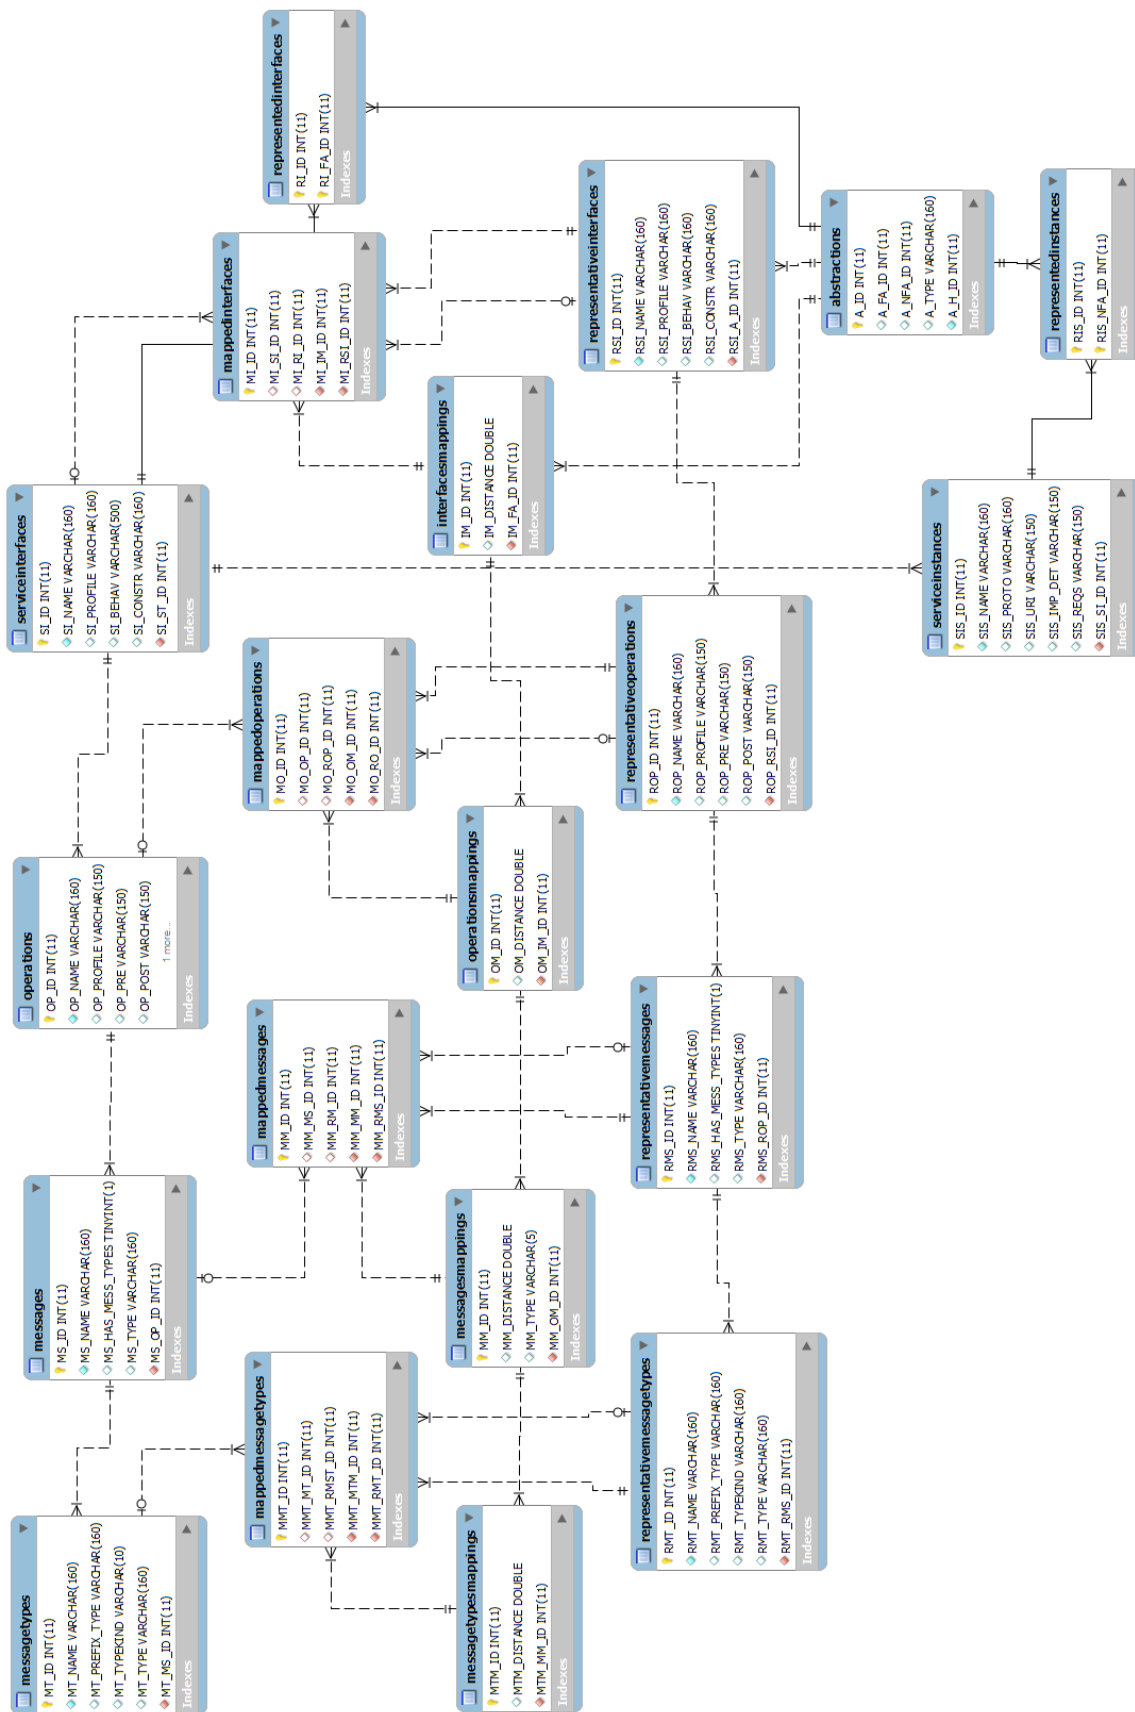 messagetypes
MT_ID INT(11)
MT_NAME VARCHAR(160)
MT_PREFIX_TYPE VARCHAR(160)
MT_TYPEKIND VARCHAR(10)
MT_TYPE VARCHAR(160)
MT_MS_ID INT(11)
Indexes
messages
MS_ID INT(11)
MS_NAME VARCHAR(160)
MS_HAS_MESS_TYPES TINYINT(1)
MS_TYPE VARCHAR(160)
MS_OP_ID INT(11)
Indexes
operations
OP_ID INT(11)
OP_NAME VARCHAR(160)
OP_PROFILE VARCHAR(150)
OP_PRE VARCHAR(150)
OP_POST VARCHAR(150)
1 more...
Indexes
serviceinterfaces
SI_ID INT(11)
SI_NAME VARCHAR(160)
SI_PROFILE VARCHAR(160)
SI_BEHAV VARCHAR(500)
SI_CONSTR VARCHAR(160)
SI_ST_ID INT(11)
Indexes
mappedmessagetypes
MMT_ID INT(11)
MMT_MT_ID INT(11)
MMT_RMST_ID INT(11)
MMT_MTM_ID INT(11)
MMT_RMT_ID INT(11)
Indexes
mappedmessages
MM_ID INT(11)
MM_MS_ID INT(11)
MM_RM_ID INT(11)
MM_MM_ID INT(11)
MM_RMS_ID INT(11)
Indexes
mappedoperations
MO_ID INT(11)
MO_OP_ID INT(11)
MO_ROP_ID INT(11)
MO_OM_ID INT(11)
MO_RO_ID INT(11)
Indexes
mappedinterfaces
MI_ID INT(11)
MI_SI_ID INT(11)
MI_RI_ID INT(11)
MI_IM_ID INT(11)
MI_RSI_ID INT(11)
Indexes
representedinterfaces
RI_ID INT(11)
RI_FA_ID INT(11)
Indexes
messagetypesmappings
MTM_ID INT(11)
MTM_DISTANCE DOUBLE
MTM_MM_ID INT(11)
Indexes
messagesmappings
MM_ID INT(11)
MM_DISTANCE DOUBLE
MM_TYPE VARCHAR(5)
MM_OM_ID INT(11)
Indexes
operationsmappings
OM_ID INT(11)
OM_DISTANCE DOUBLE
OM_IM_ID INT(11)
Indexes
interfacesmappings
IM_ID INT(11)
IM_DISTANCE DOUBLE
IM_FA_ID INT(11)
Indexes
representativemessagetypes
RMT_ID INT(11)
RMT_NAME VARCHAR(160)
RMT_PREFIX_TYPE VARCHAR(160)
RMT_TYPEKIND VARCHAR(160)
RMT_TYPE VARCHAR(160)
RMT_RMS_ID INT(11)
Indexes
representativemessages
RMS_ID INT(11)
RMS_NAME VARCHAR(160)
RMS_HAS_MESS_TYPES TINYINT(1)
RMS_TYPE VARCHAR(160)
RMS_ROP_ID INT(11)
Indexes
representativeoperations
ROP_ID INT(11)
ROP_NAME VARCHAR(160)
ROP_PROFILE VARCHAR(150)
ROP_PRE VARCHAR(150)
ROP_POST VARCHAR(150)
ROP_RSI_ID INT(11)
Indexes
representativeinterfaces
RSI_ID INT(11)
RSI_NAME VARCHAR(160)
RSI_PROFILE VARCHAR(160)
RSI_BEHAV VARCHAR(160)
RSI_CONSTR VARCHAR(160)
RSI_A_ID INT(11)
Indexes
abstractions
A_ID INT(11)
A_FA_ID INT(11)
A_NFA_ID INT(11)
A_TYPE VARCHAR(160)
A_H_ID INT(11)
Indexes
serviceinstances
SIS_ID INT(11)
SIS_NAME VARCHAR(160)
SIS_PROTO VARCHAR(160)
SIS_URI VARCHAR(150)
SIS_IMP_DET VARCHAR(150)
SIS_REQS VARCHAR(150)
SIS_SI_ID INT(11)
Indexes
representedinstances
RIS_ID INT(11)
RIS_NFA_ID INT(11)
Indexes